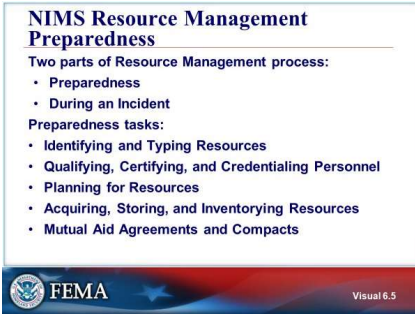 NIMS Resource Management
Preparedness
Two parts of Resource Management process:
• Preparedness
• During an Incident
Preparedness tasks:
• Identifying and Typing Resources
• Qualifying, Certifying, and Credentialing Personnel
• Planning for Resources
• Acquiring, Storing, and Inventorying Resources
• Mutual Aid Agreements and Compacts
FEMA
Visual 6.5